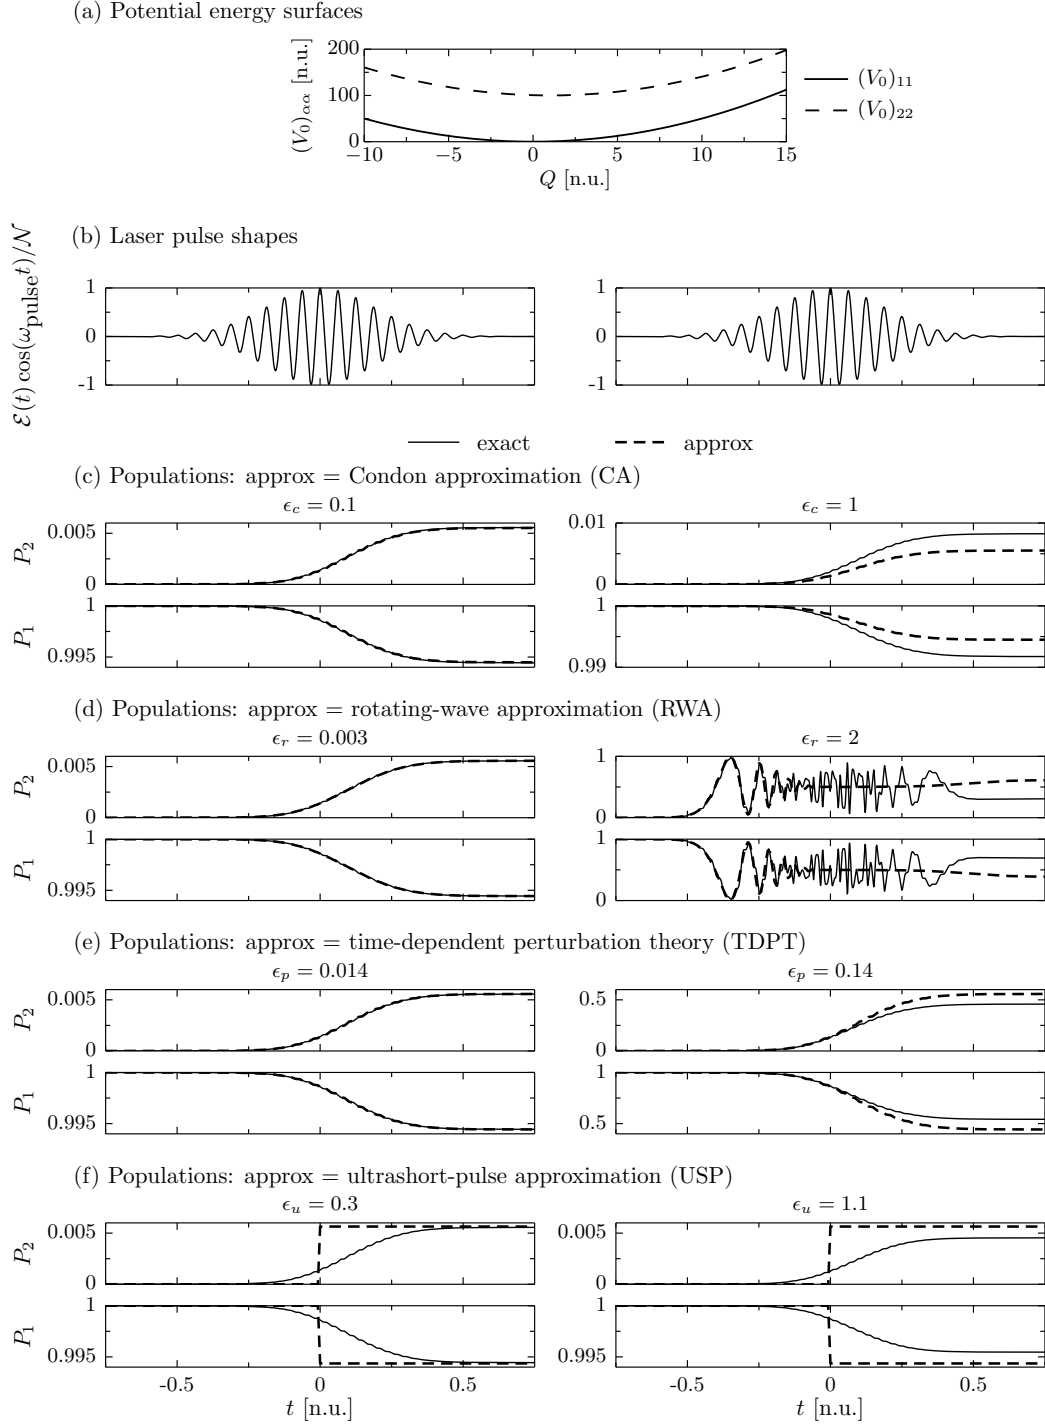 (a) Potential energy surfaces
(V₀)αα [n.u.]
200
100
0
−10 −5 0 5 10 15
Q [n.u.]
(V₀)₁₁
(V₀)₂₂
(b) Laser pulse shapes
ℰ(t) cos(ω_pulse t)/𝒩
1
0
-1
1
0
-1
exact approx
(c) Populations: approx = Condon approximation (CA)
ϵc = 0.1 ϵc = 1
P₂
0.005
0
0.01
0
P₁
1
0.995
1
0.99
(d) Populations: approx = rotating-wave approximation (RWA)
ϵr = 0.003 ϵr = 2
P₂
0.005
0
1
0
P₁
1
0.995
1
0
(e) Populations: approx = time-dependent perturbation theory (TDPT)
ϵp = 0.014 ϵp = 0.14
P₂
0.005
0
0.5
0
P₁
1
0.995
1
0.5
(f) Populations: approx = ultrashort-pulse approximation (USP)
ϵu = 0.3 ϵu = 1.1
P₂
0.005
0
0.005
0
P₁
1
0.995
1
0.995
-0.5 0 0.5 -0.5 0 0.5
t [n.u.] t [n.u.]